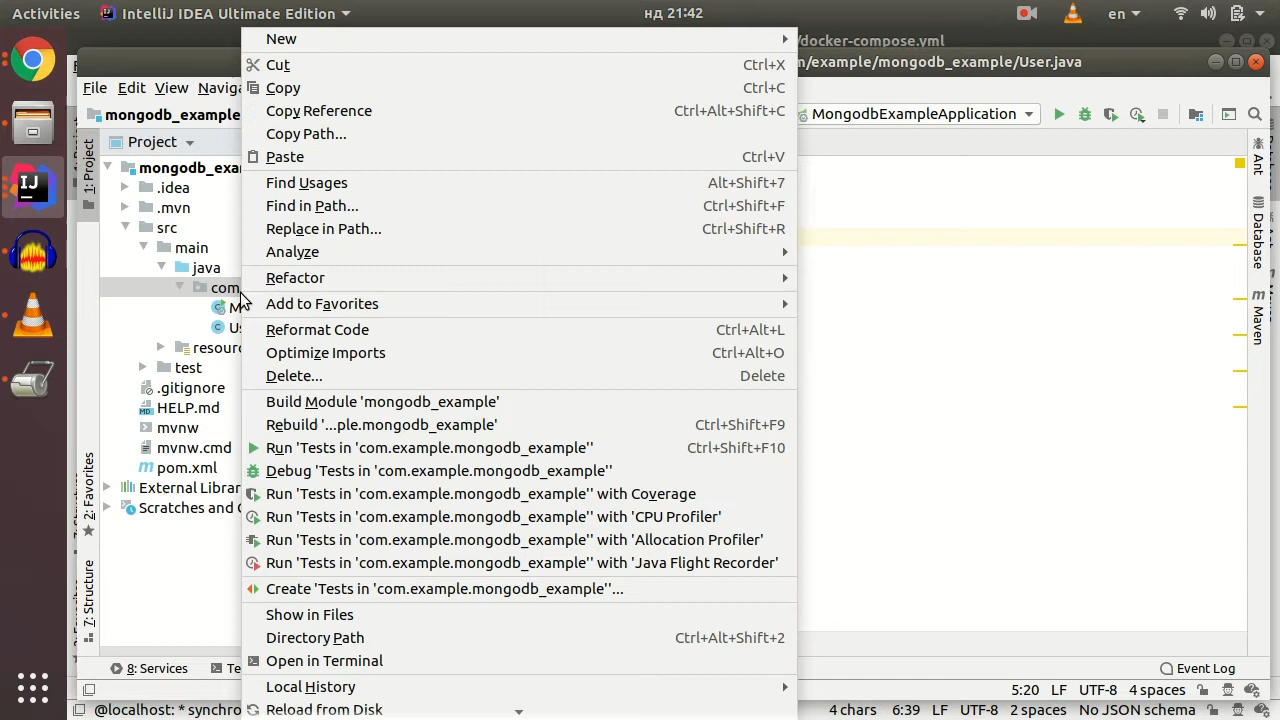 Activities
IntelliJ IDEA Ultimate Edition
нд 21:42
en
/docker-compose.yml
m/example/mongodb_example/User.java
File Edit View Naviga
mongodb_example
MongodbExampleApplication
Project
mongodb_exa
.idea
.mvn
src
main
java
com
M
Us
resourc
test
.gitignore
HELP.md
mvnw
mvnw.cmd
pom.xml
External Librar
Scratches and C
1: Project
2: Favorites
7: Structure
New
Cut Ctrl+X
Copy Ctrl+C
Copy Reference Ctrl+Alt+Shift+C
Copy Path...
Paste Ctrl+V
Find Usages Alt+Shift+7
Find in Path... Ctrl+Shift+F
Replace in Path... Ctrl+Shift+R
Analyze
Refactor
Add to Favorites
Reformat Code Ctrl+Alt+L
Optimize Imports Ctrl+Alt+O
Delete... Delete
Build Module 'mongodb_example'
Rebuild '...ple.mongodb_example' Ctrl+Shift+F9
Run 'Tests in 'com.example.mongodb_example'' Ctrl+Shift+F10
Debug 'Tests in 'com.example.mongodb_example''
Run 'Tests in 'com.example.mongodb_example'' with Coverage
Run 'Tests in 'com.example.mongodb_example'' with 'CPU Profiler'
Run 'Tests in 'com.example.mongodb_example'' with 'Allocation Profiler'
Run 'Tests in 'com.example.mongodb_example'' with 'Java Flight Recorder'
Create 'Tests in 'com.example.mongodb_example''...
Show in Files
Directory Path Ctrl+Alt+Shift+2
Open in Terminal
Local History
Reload from Disk
Ant
Database
Maven
8: Services
Te
Event Log
5:20 LF UTF-8 4 spaces
@localhost: * synchro
4 chars 6:39 LF UTF-8 2 spaces No JSON schema